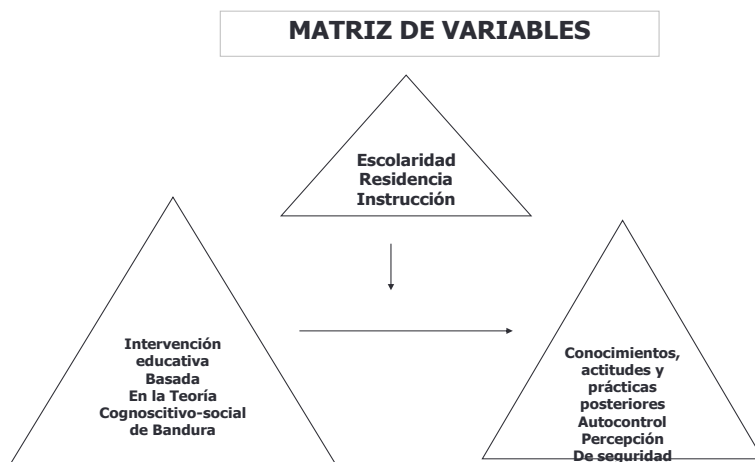 MATRIZ DE VARIABLES
Escolaridad
Residencia
Instrucción
Intervención
educativa
Basada
En la Teoría
Cognoscitivo-social
de Bandura
Conocimientos,
actitudes y
prácticas
posteriores
Autocontrol
Percepción
De seguridad